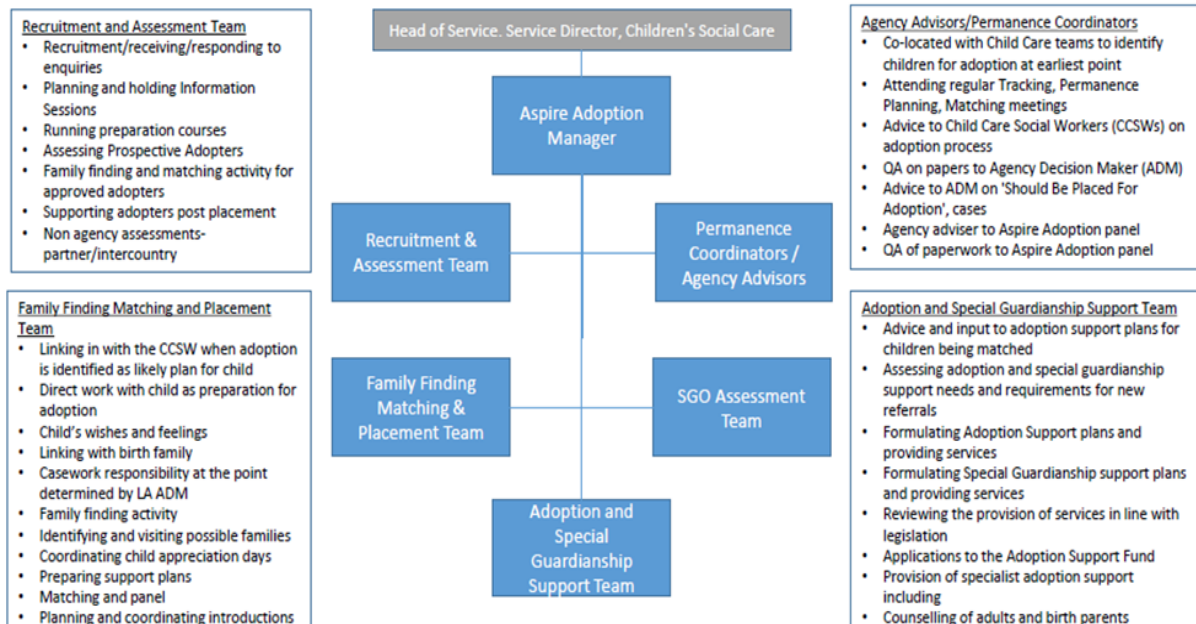 Recruitment and Assessment Team
• Recruitment/receiving/responding to
enquiries
• Planning and holding Information
Sessions
• Running preparation courses
• Assessing Prospective Adopters
• Family finding and matching activity for
approved adopters
• Supporting adopters post placement
• Non agency assessments-
partner/intercountry
Family Finding Matching and Placement
Team
• Linking in with the CCSW when adoption
is identified as likely plan for child
• Direct work with child as preparation for
adoption
• Child's wishes and feelings
• Linking with birth family
• Casework responsibility at the point
determined by LA ADM
• Family finding activity
• Identifying and visiting possible families
• Coordinating child appreciation days
• Preparing support plans
• Matching and panel
• Planning and coordinating introductions
Head of Service. Service Director, Children's Social Care
Aspire Adoption
Manager
Recruitment &
Assessment Team
Permanence
Coordinators /
Agency Advisors
Family Finding
Matching &
Placement Team
SGO Assessment
Team
Adoption and
Special
Guardianship
Support Team
Agency Advisors/Permanence Coordinators
• Co-located with Child Care teams to identify
children for adoption at earliest point
• Attending regular Tracking, Permanence
Planning, Matching meetings
• Advice to Child Care Social Workers (CCSWs) on
adoption process
• QA on papers to Agency Decision Maker (ADM)
• Advice to ADM on 'Should Be Placed For
Adoption', cases
• Agency adviser to Aspire Adoption panel
• QA of paperwork to Aspire Adoption panel
Adoption and Special Guardianship Support Team
• Advice and input to adoption support plans for
children being matched
• Assessing adoption and special guardianship
support needs and requirements for new
referrals
• Formulating Adoption Support plans and
providing services
• Formulating Special Guardianship support plans
and providing services
• Reviewing the provision of services in line with
legislation
• Applications to the Adoption Support Fund
• Provision of specialist adoption support
including
• Counselling of adults and birth parents